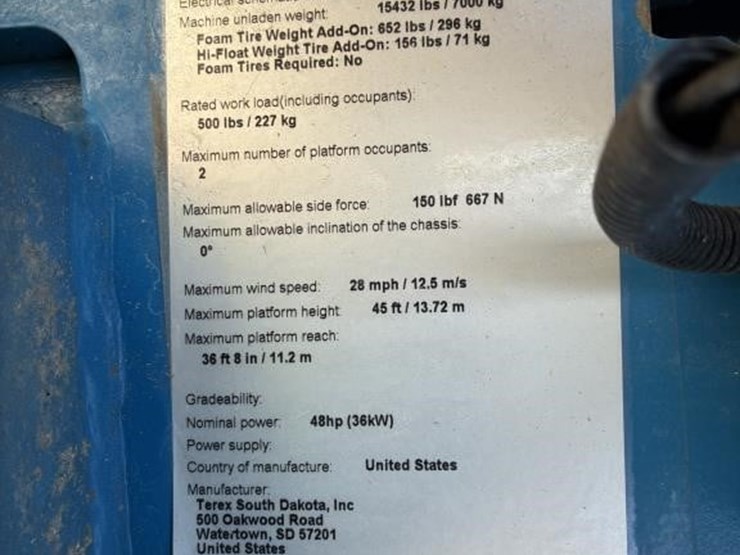 Machine unladen weight: 15432 lbs / 7000 kg
Foam Tire Weight Add-On: 652 lbs / 296 kg
Hi-Float Weight Tire Add-On: 156 lbs / 71 kg
Foam Tires Required: No
Rated work load(including occupants):
500 lbs / 227 kg
Maximum number of platform occupants:
2
Maximum allowable side force: 150 lbf 667 N
Maximum allowable inclination of the chassis:
0°
Maximum wind speed: 28 mph / 12.5 m/s
Maximum platform height: 45 ft / 13.72 m
Maximum platform reach:
36 ft 8 in / 11.2 m
Gradeability:
Nominal power: 48hp (36kW)
Power supply:
Country of manufacture: United States
Manufacturer:
Terex South Dakota, Inc
500 Oakwood Road
Watertown, SD 57201
United States